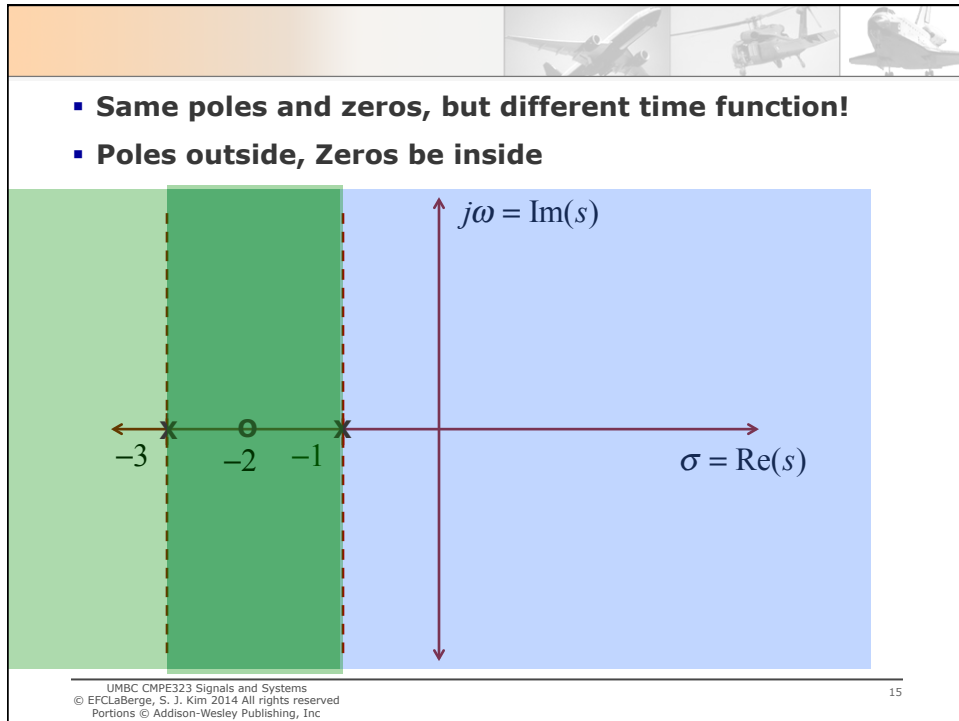 ▪ Same poles and zeros, but different time function!
▪ Poles outside, Zeros be inside
jω = Im(s)
x o x
−3 −2 −1
σ = Re(s)
UMBC CMPE323 Signals and Systems
© EFCLaBerge, S. J. Kim 2014 All rights reserved
Portions © Addison-Wesley Publishing, Inc
15